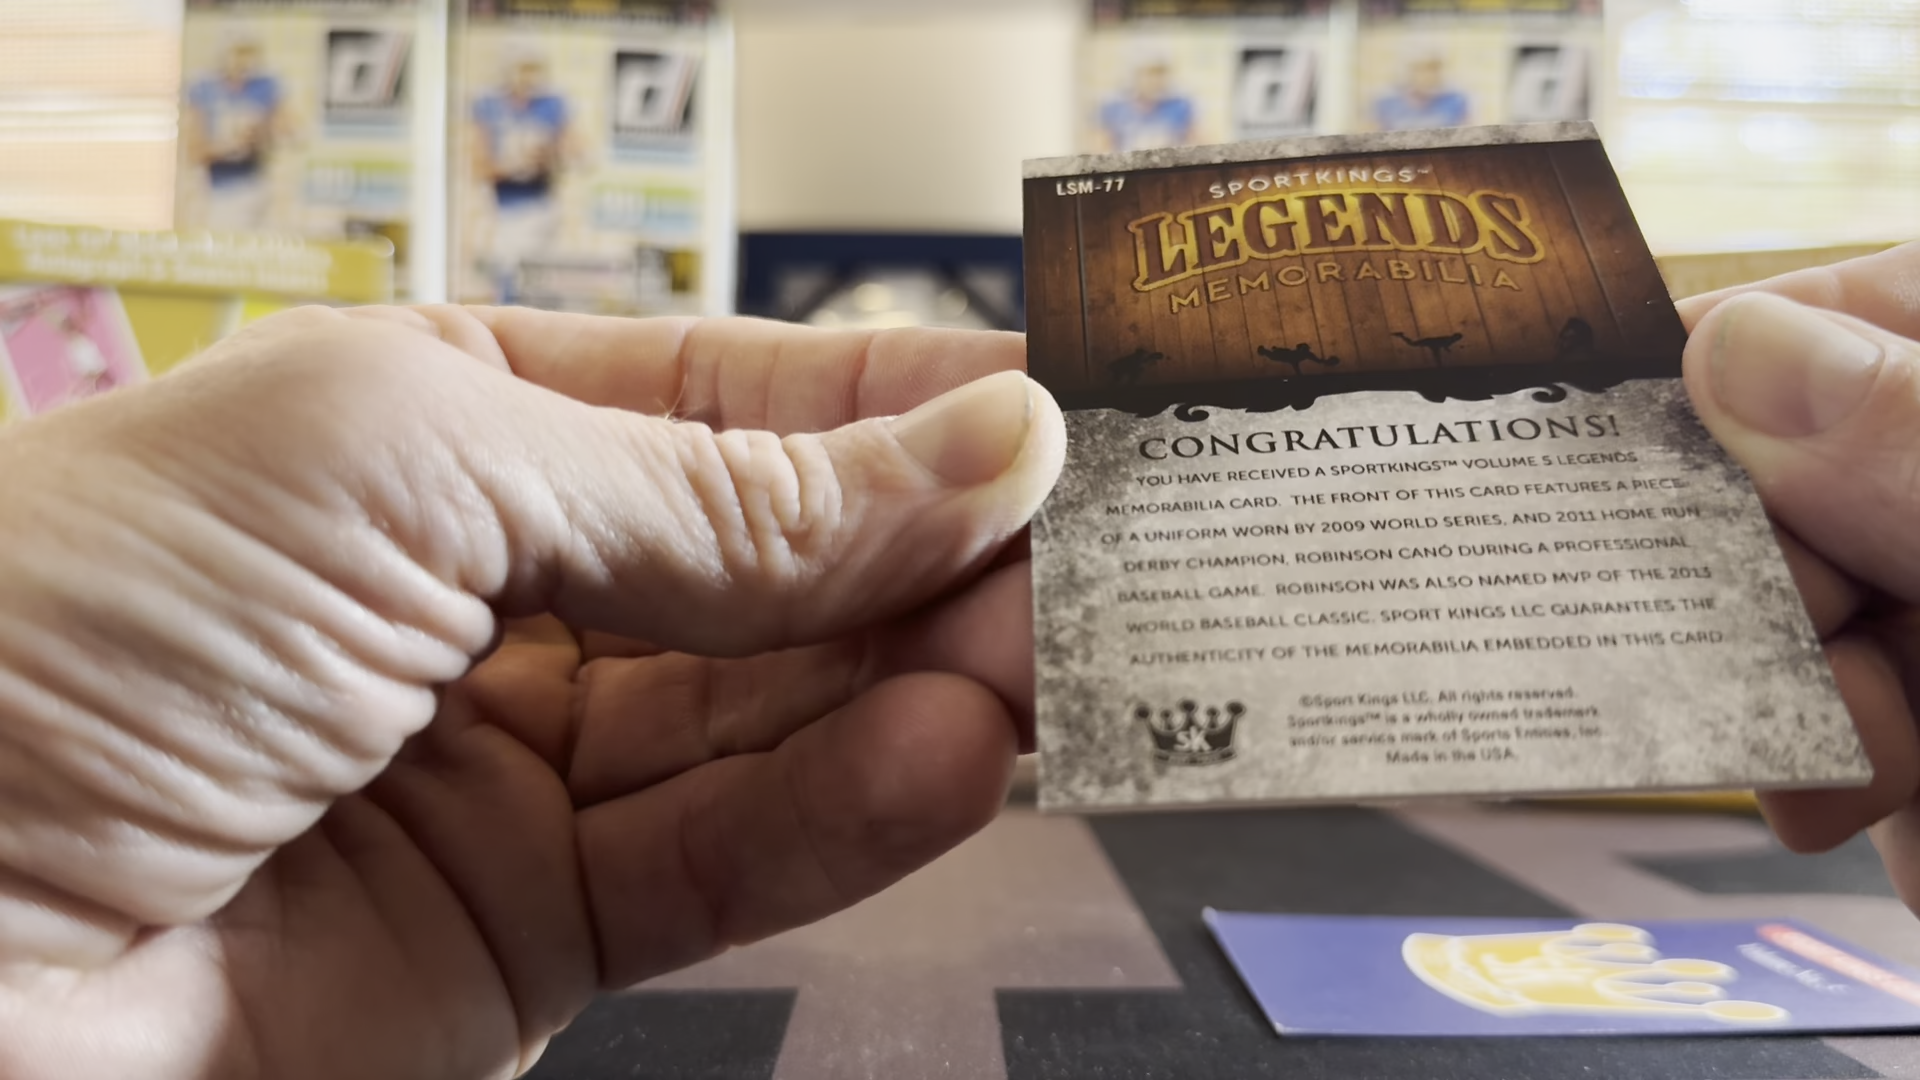 LSM-77
SPORTKINGS™
LEGENDS
MEMORABILIA
CONGRATULATIONS!
YOU HAVE RECEIVED A SPORTKINGS™ VOLUME 5 LEGENDS
MEMORABILIA CARD. THE FRONT OF THIS CARD FEATURES A PIECE
OF A UNIFORM WORN BY 2009 WORLD SERIES, AND 2011 HOME RUN
DERBY CHAMPION, ROBINSON CANÓ DURING A PROFESSIONAL
BASEBALL GAME. ROBINSON WAS ALSO NAMED MVP OF THE 2013
WORLD BASEBALL CLASSIC. SPORT KINGS LLC GUARANTEES THE
AUTHENTICITY OF THE MEMORABILIA EMBEDDED IN THIS CARD
SK
©Sport Kings LLC. All rights reserved.
Sportkings™ is a wholly owned trademark
and/or service mark of Sports Entities, Inc.
Made in the USA.